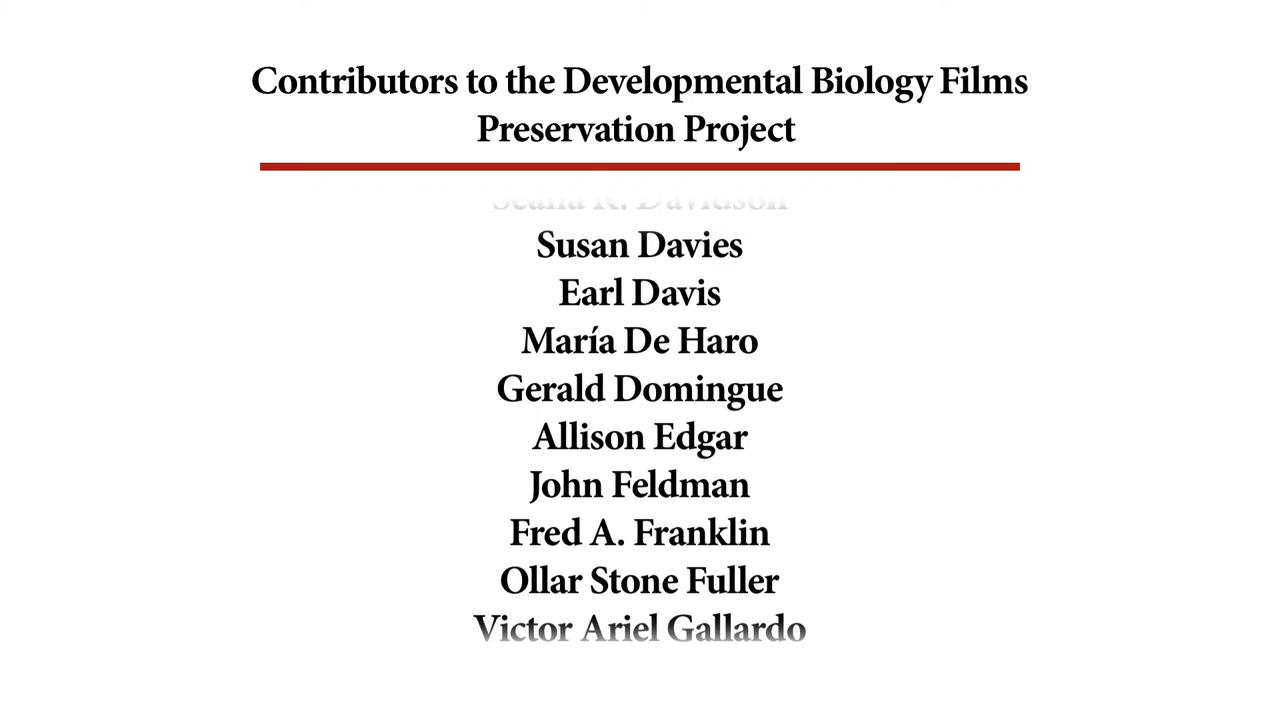 Contributors to the Developmental Biology Films
Preservation Project
K. Davidson
Susan Davies
Earl Davis
María De Haro
Gerald Domingue
Allison Edgar
John Feldman
Fred A. Franklin
Ollar Stone Fuller
Victor Ariel Gallardo